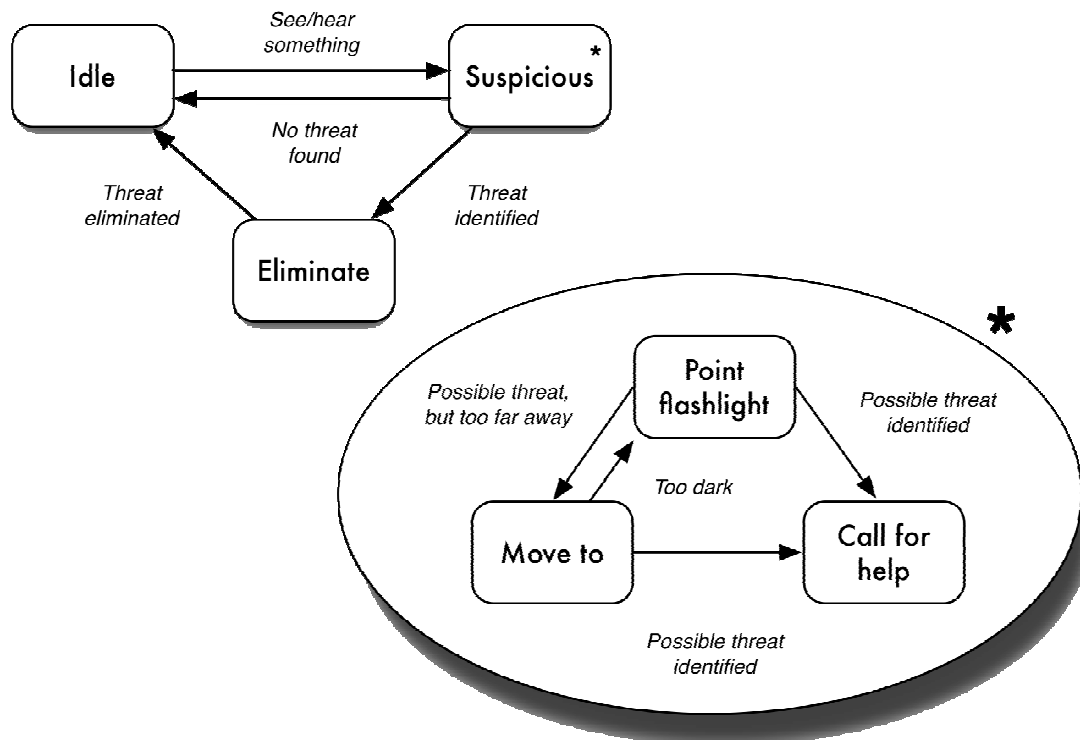 See/hear
something
Idle
Suspicious*
No threat
found
Threat
eliminated
Threat
identified
Eliminate
*
Point
flashlight
Possible threat,
but too far away
Possible threat
identified
Too dark
Move to
Call for
help
Possible threat
identified